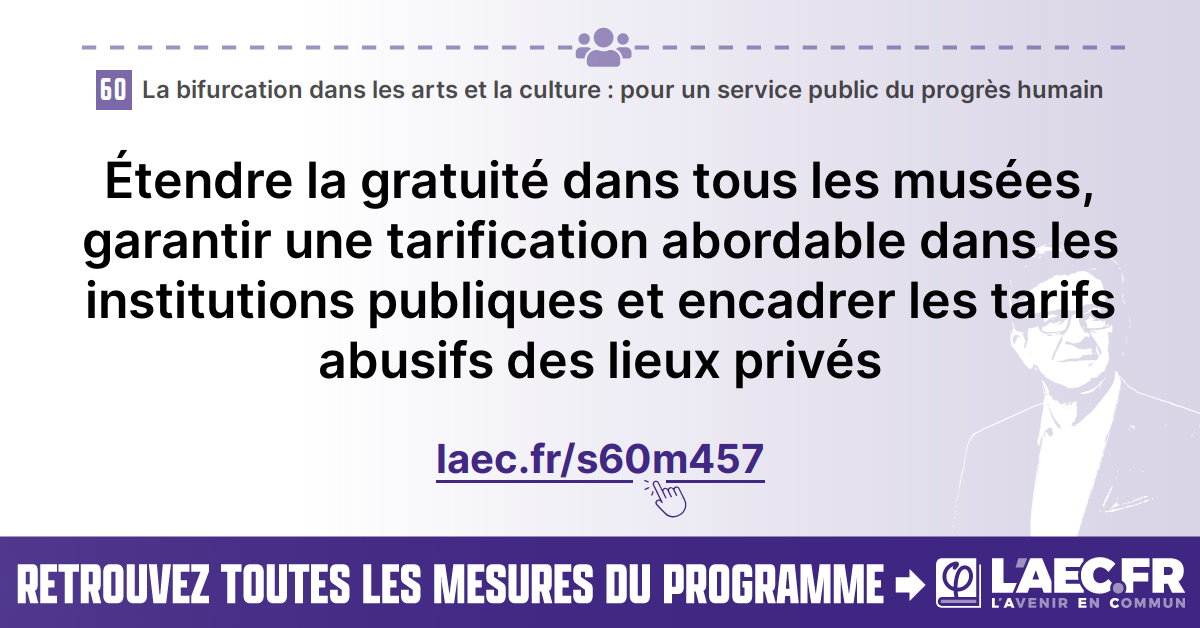 60 La bifurcation dans les arts et la culture : pour un service public du progrès humain
Étendre la gratuité dans tous les musées,
garantir une tarification abordable dans les
institutions publiques et encadrer les tarifs
abusifs des lieux privés
laec.fr/s60m457
RETROUVEZ TOUTES LES MESURES DU PROGRAMME
φ L'AEC.FR
L'AVENIR EN COMMUN